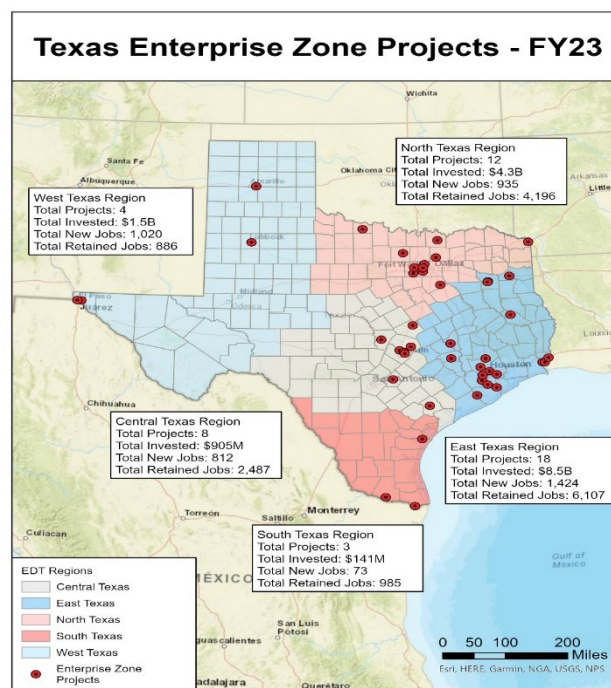 Texas Enterprise Zone Projects - FY23
Wichita
Santa Fe
Albuquerque
Amarillo
Oklahoma City
Arkansas
Little
North Texas Region
Total Projects: 12
Total Invested: $4.3B
Total New Jobs: 935
Total Retained Jobs: 4,196
West Texas Region
Total Projects: 4
Total Invested: $1.5B
Total New Jobs: 1,020
Total Retained Jobs: 886
Lubbock
Fort Worth
Dallas
Midland
Odessa
El Paso
Juárez
Louisiana
Houston
San Antonio
Chihuahua
Central Texas Region
Total Projects: 8
Total Invested: $905M
Total New Jobs: 812
Total Retained Jobs: 2,487
East Texas Region
Total Projects: 18
Total Invested: $8.5B
Total New Jobs: 1,424
Total Retained Jobs: 6,107
Torreón
Saltillo
Monterrey
Culiacan
South Texas Region
Total Projects: 3
Total Invested: $141M
Total New Jobs: 73
Total Retained Jobs: 985
Gulf of
Mexico
MÉXICO
San Luis
Potosi
guascalientes
adalajara
Querétaro
EDT Regions
Central Texas
East Texas
North Texas
South Texas
West Texas
Enterprise Zone
Projects
0 50 100 200
Miles
Esri, HERE, Garmin, NGA, USGS, NPS